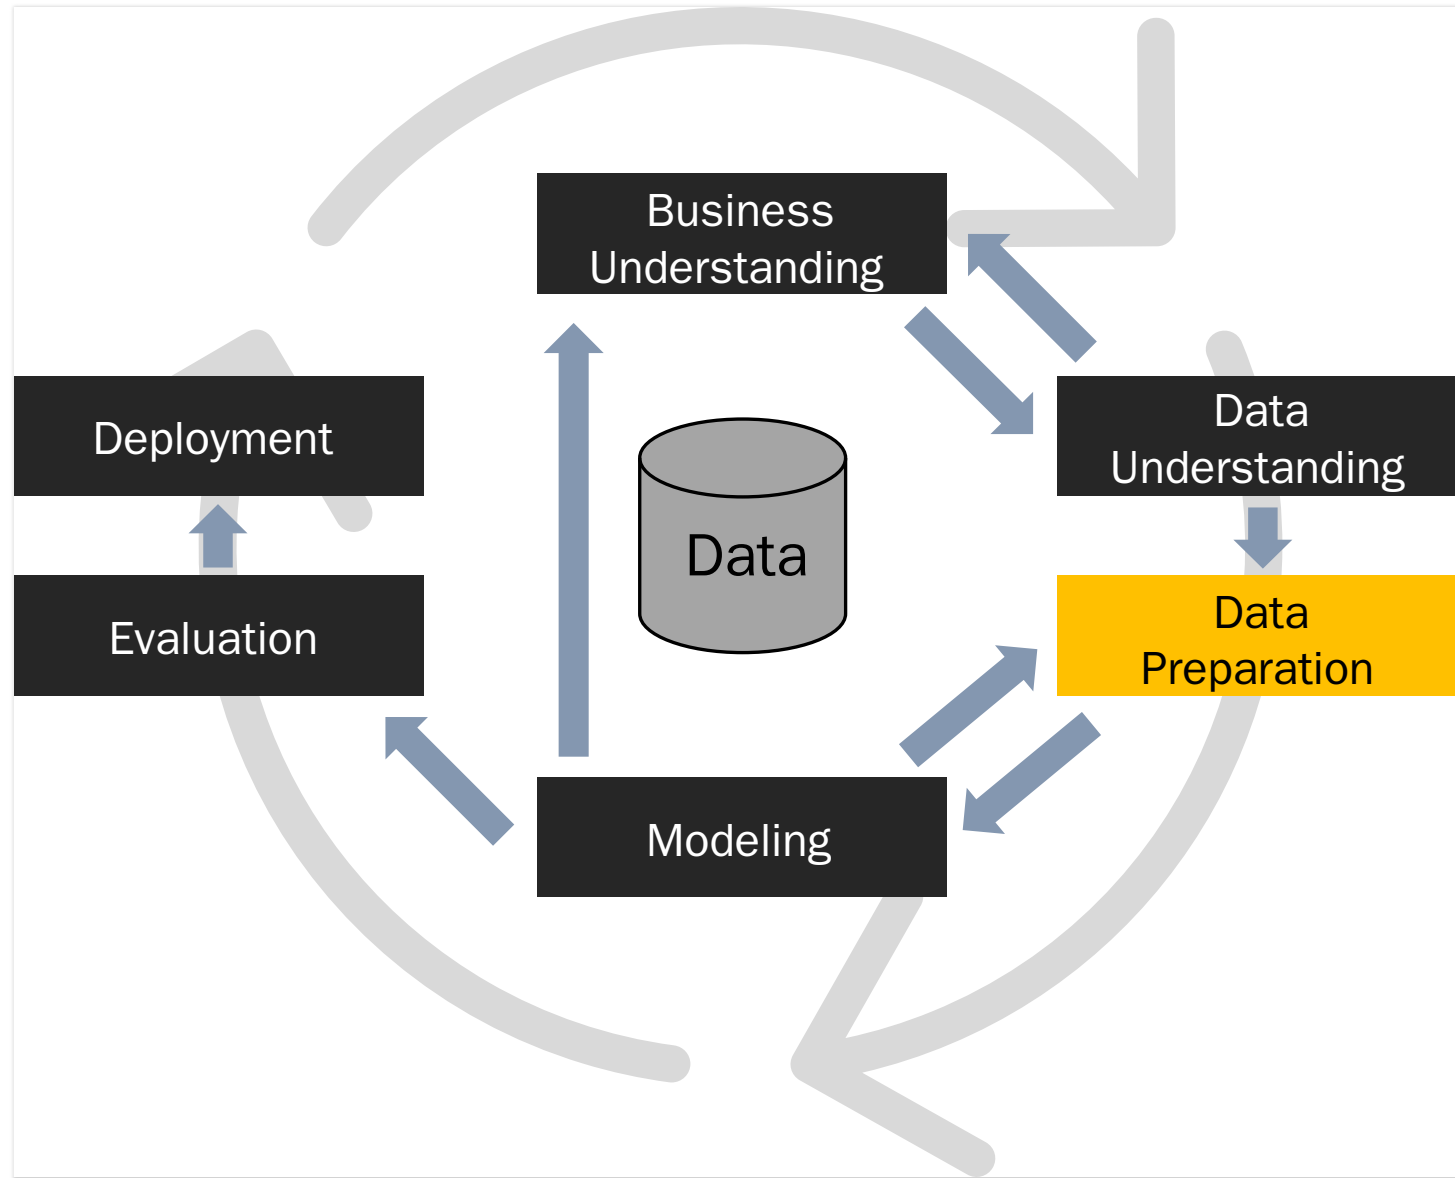 Business
Understanding
Deployment
Data
Understanding
Data
Evaluation
Data
Preparation
Modeling